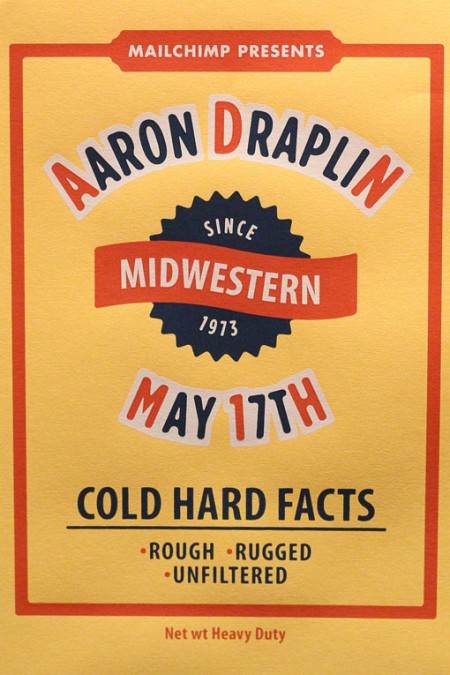 MAILCHIMP PRESENTS
AARON DRAPLIN
SINCE
MIDWESTERN
1973
MAY 17TH
COLD HARD FACTS
•ROUGH •RUGGED
•UNFILTERED
Net wt Heavy Duty